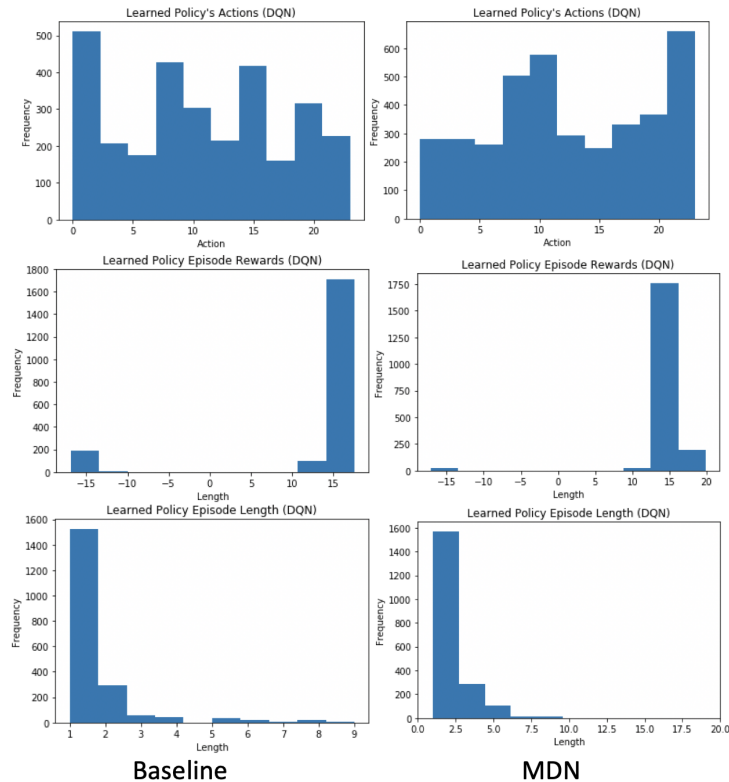 Learned Policy's Actions (DQN)
500
400
300
200
100
0
Frequency
0 5 10 15 20
Action
Learned Policy's Actions (DQN)
600
500
400
300
200
100
0
Frequency
0 5 10 15 20
Action
Learned Policy Episode Rewards (DQN)
1800
1600
1400
1200
1000
800
600
400
200
0
Frequency
−15 −10 −5 0 5 10 15
Length
Learned Policy Episode Rewards (DQN)
1750
1500
1250
1000
750
500
250
0
Frequency
−15 −10 −5 0 5 10 15 20
Length
Learned Policy Episode Length (DQN)
1600
1400
1200
1000
800
600
400
200
0
Frequency
1 2 3 4 5 6 7 8 9
Length
Learned Policy Episode Length (DQN)
1600
1400
1200
1000
800
600
400
200
0
Frequency
0.0 2.5 5.0 7.5 10.0 12.5 15.0 17.5 20.0
Length
Baseline
MDN